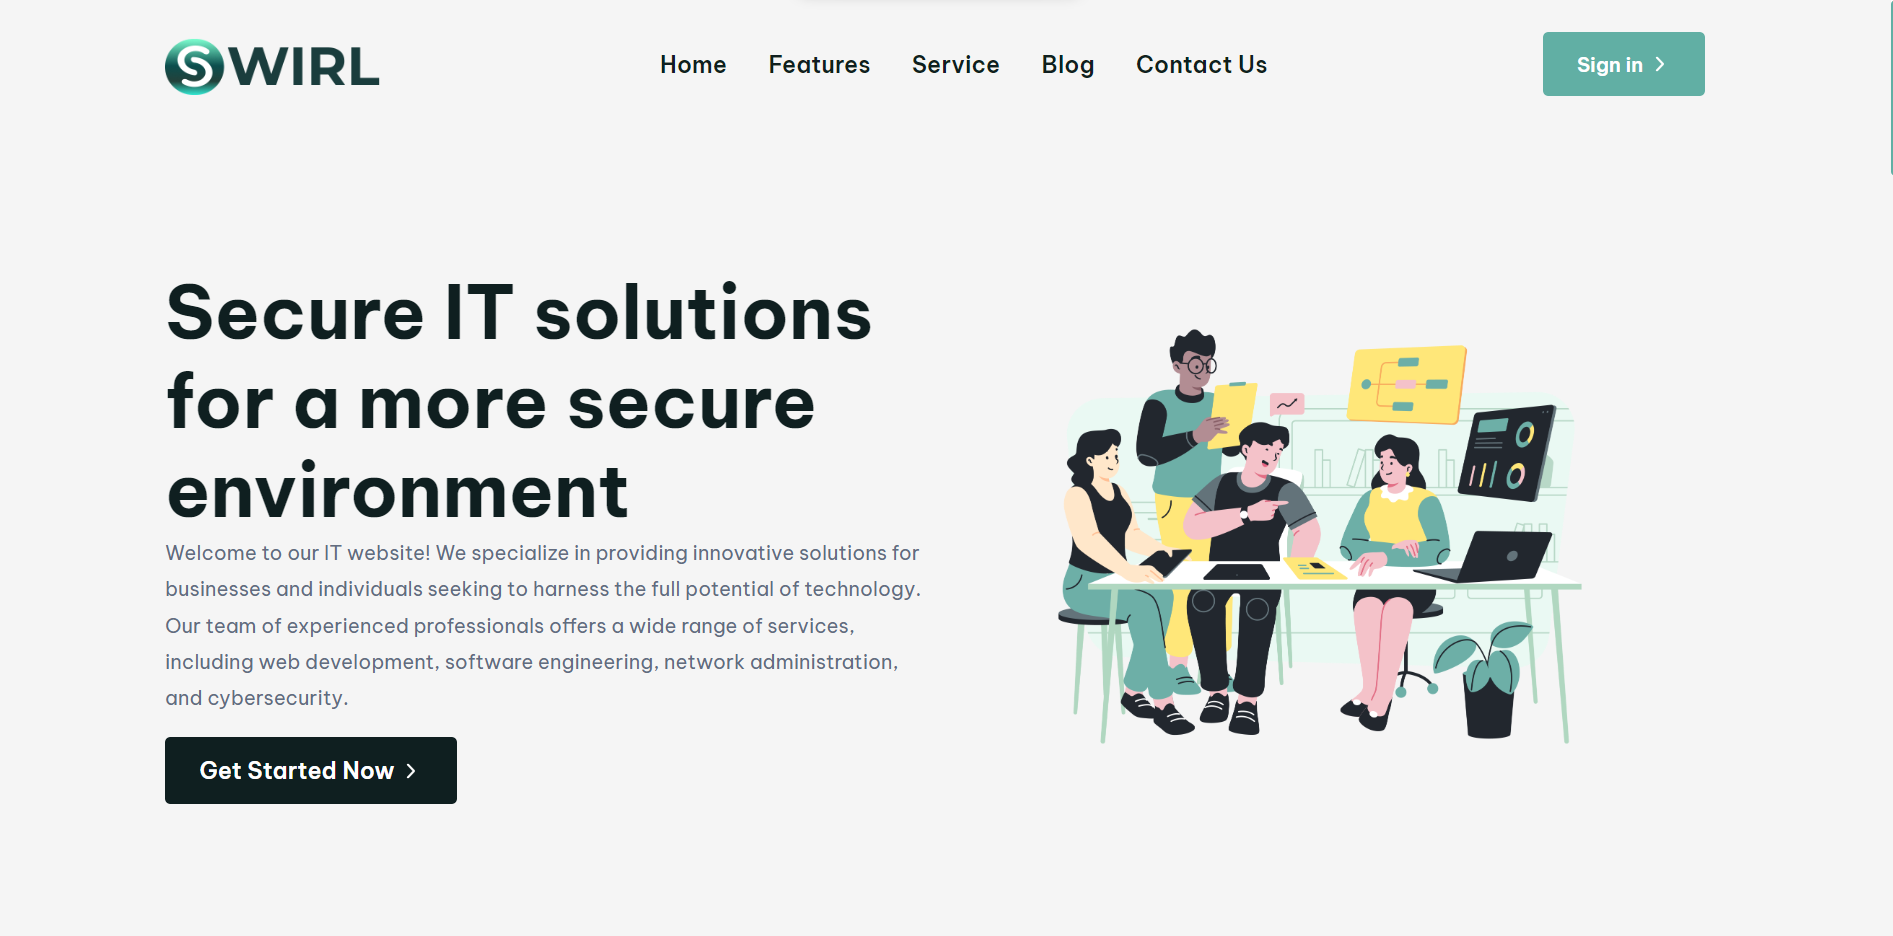 SWIRL
Home Features Service Blog Contact Us
Sign in
Secure IT solutions
for a more secure
environment
Welcome to our IT website! We specialize in providing innovative solutions for
businesses and individuals seeking to harness the full potential of technology.
Our team of experienced professionals offers a wide range of services,
including web development, software engineering, network administration,
and cybersecurity.
Get Started Now